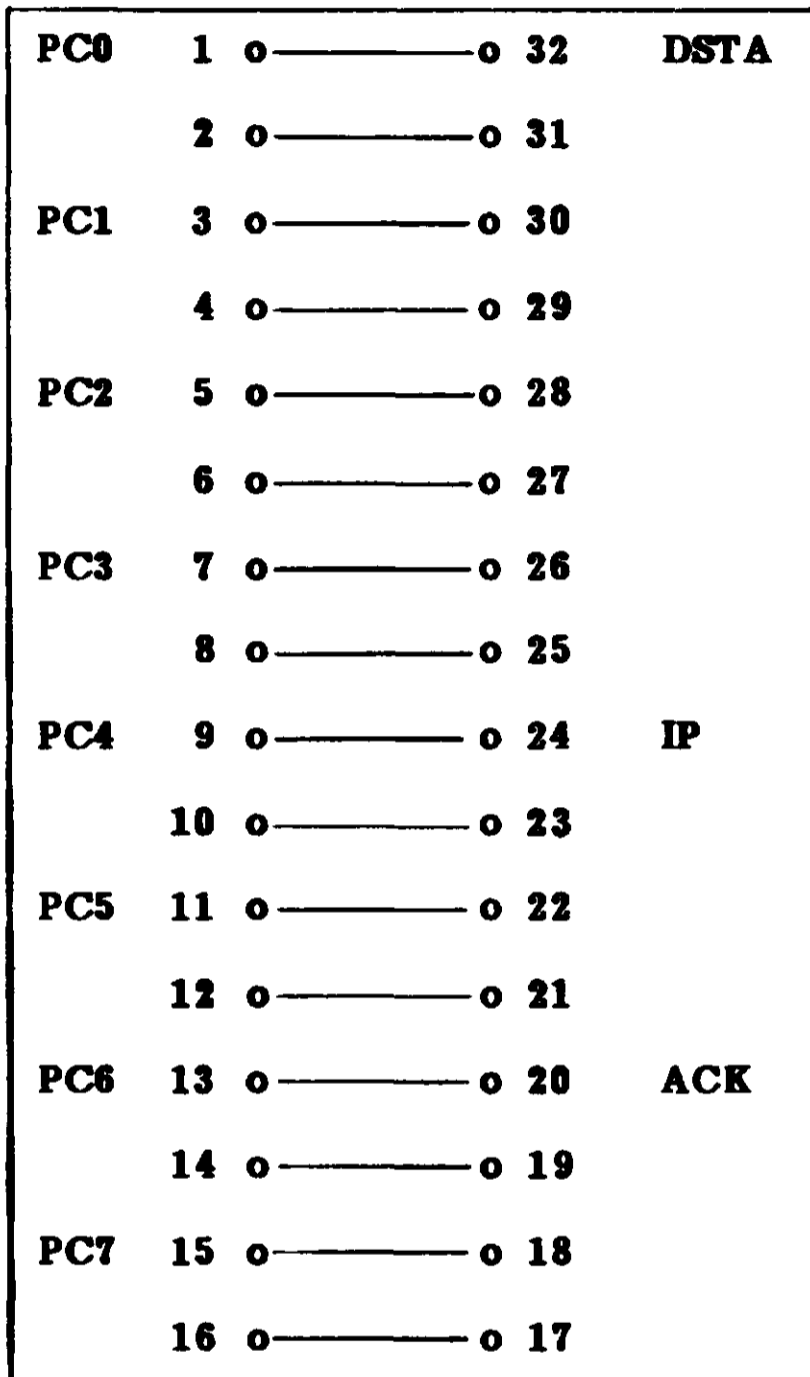 PC0 1 o o 32 DSTA
2 o o 31
PC1 3 o o 30
4 o o 29
PC2 5 o o 28
6 o o 27
PC3 7 o o 26
8 o o 25
PC4 9 o o 24 IP
10 o o 23
PC5 11 o o 22
12 o o 21
PC6 13 o o 20 ACK
14 o o 19
PC7 15 o o 18
16 o o 17